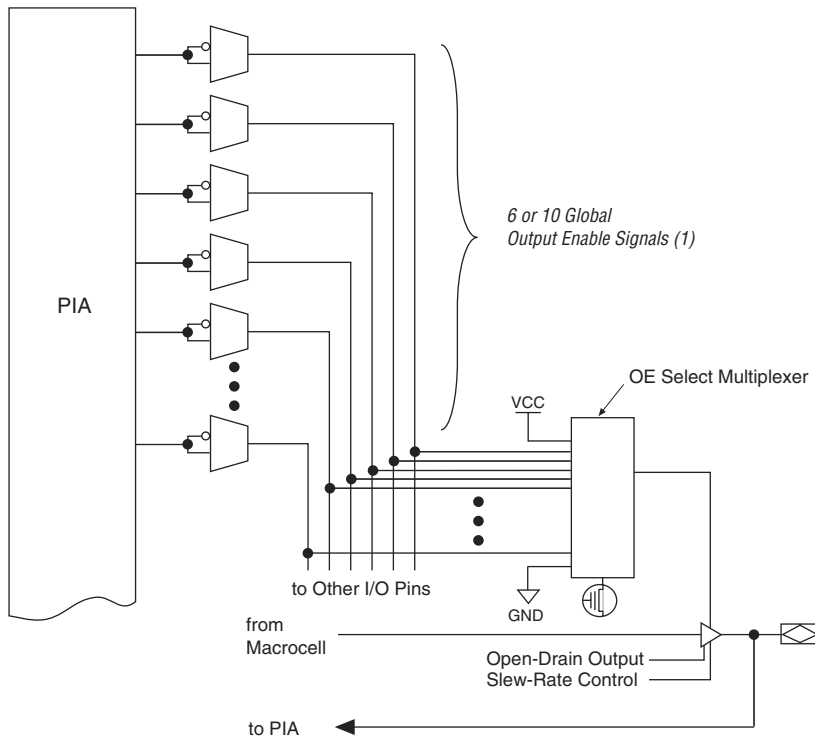 6 or 10 Global
Output Enable Signals (1)
PIA
OE Select Multiplexer
VCC
to Other I/O Pins
GND
from
Macrocell
Open-Drain Output
Slew-Rate Control
to PIA